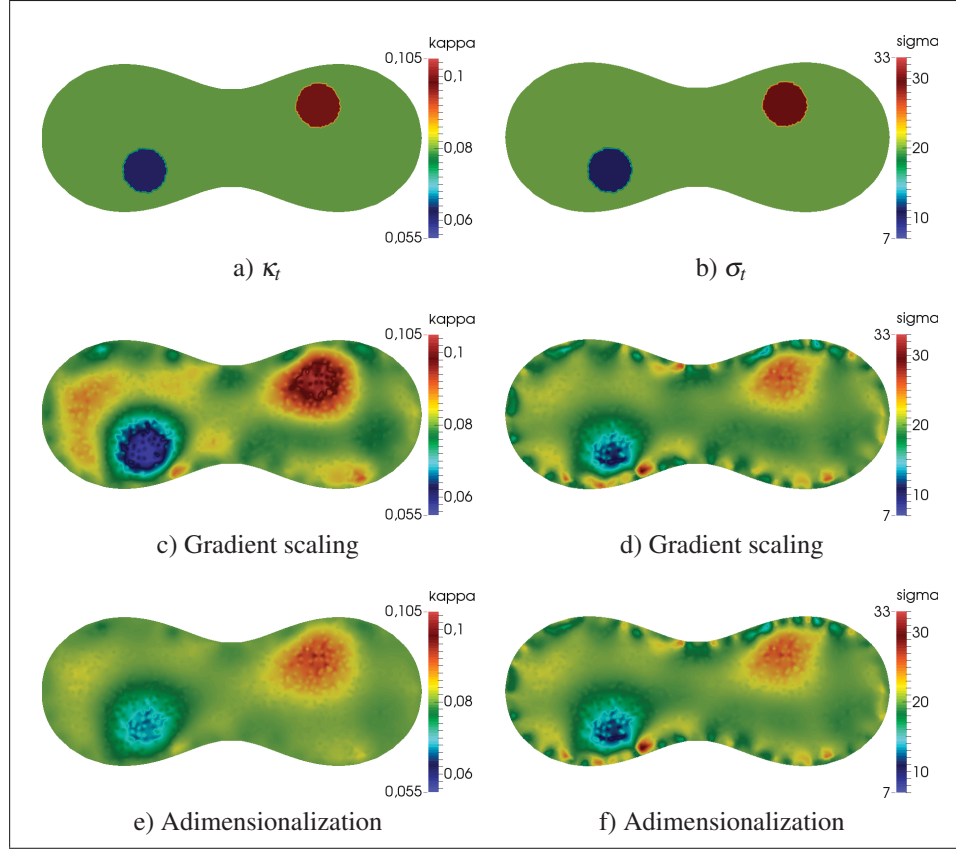 kappa
0,105
0,1
0,08
0,06
0,055
a) κt
sigma
33
30
20
10
7
b) σt
kappa
0,105
0,1
0,08
0,06
0,055
c) Gradient scaling
sigma
33
30
20
10
7
d) Gradient scaling
kappa
0,105
0,1
0,08
0,06
0,055
e) Adimensionalization
sigma
33
30
20
10
7
f) Adimensionalization